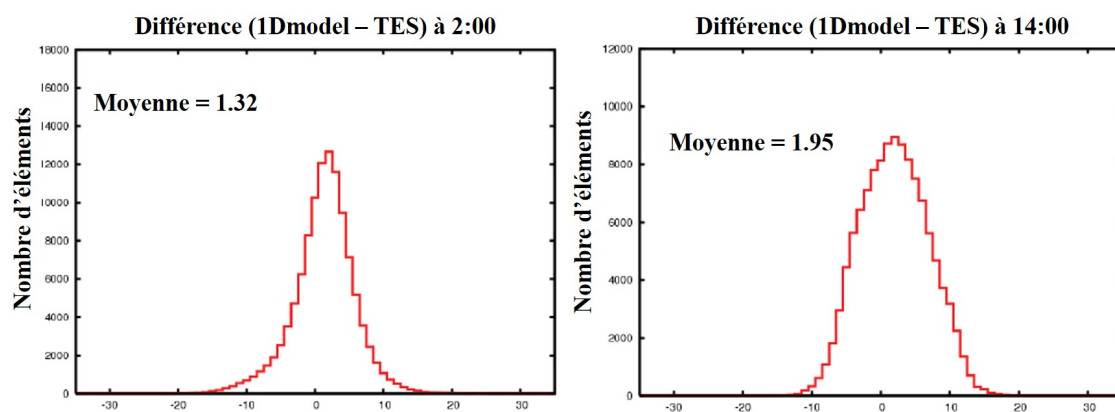 Différence (1Dmodel – TES) à 2:00
18000
16000
14000
12000
10000
8000
6000
4000
2000
0
Nombre d'éléments
Moyenne = 1.32
-30 -20 -10 0 10 20 30
Différence (1Dmodel – TES) à 14:00
12000
10000
8000
6000
4000
2000
0
Nombre d'éléments
Moyenne = 1.95
-30 -20 -10 0 10 20 30